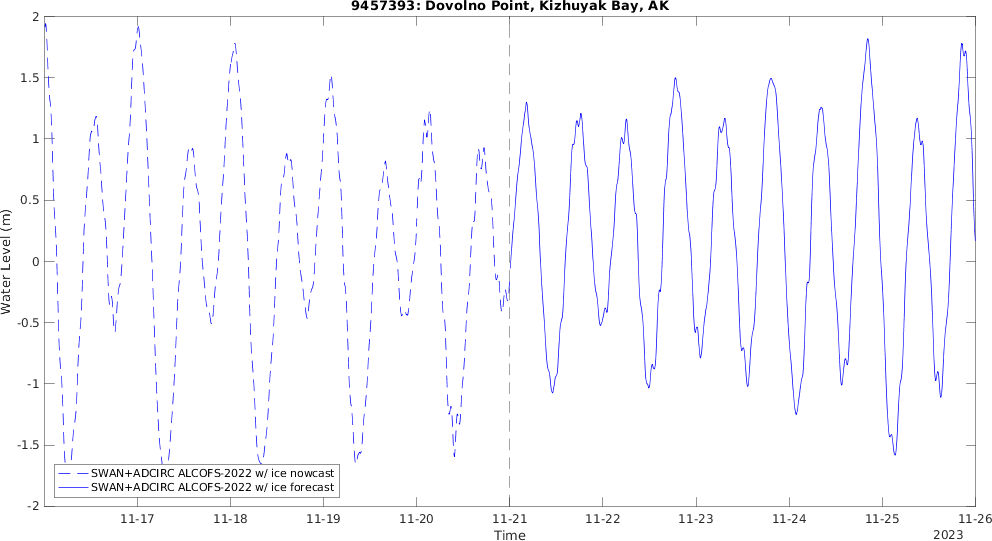 9457393: Dovolno Point, Kizhuyak Bay, AK
Water Level (m)
2
1.5
1
0.5
0
-0.5
-1
-1.5
-2
SWAN+ADCIRC ALCOFS-2022 w/ ice nowcast
SWAN+ADCIRC ALCOFS-2022 w/ ice forecast
11-17 11-18 11-19 11-20 11-21 11-22 11-23 11-24 11-25 11-26
Time
2023